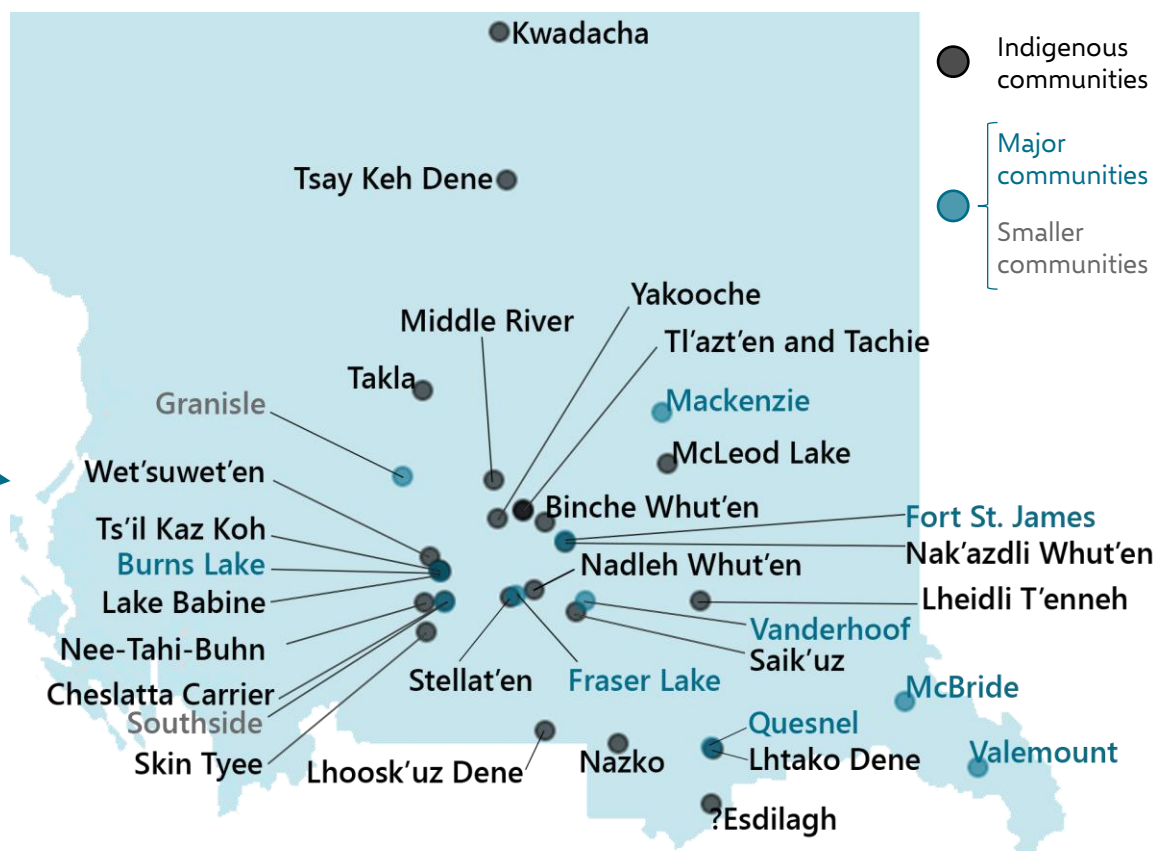 Kwadacha
Indigenous
communities
Major
communities
Tsay Keh Dene
Smaller
communities
Yakooche
Middle River
Tl'azt'en and Tachie
Takla
Granisle
Mackenzie
McLeod Lake
Wet'suwet'en
Binche Whut'en
Fort St. James
Ts'il Kaz Koh
Nak'azdli Whut'en
Burns Lake
Nadleh Whut'en
Lake Babine
Lheidli T'enneh
Vanderhoof
Nee-Tahi-Buhn
Saik'uz
Stellat'en
Fraser Lake
McBride
Cheslatta Carrier
Southside
Quesnel
Skin Tyee
Lhoosk'uz Dene
Nazko
Lhtako Dene
Valemount
?Esdilagh